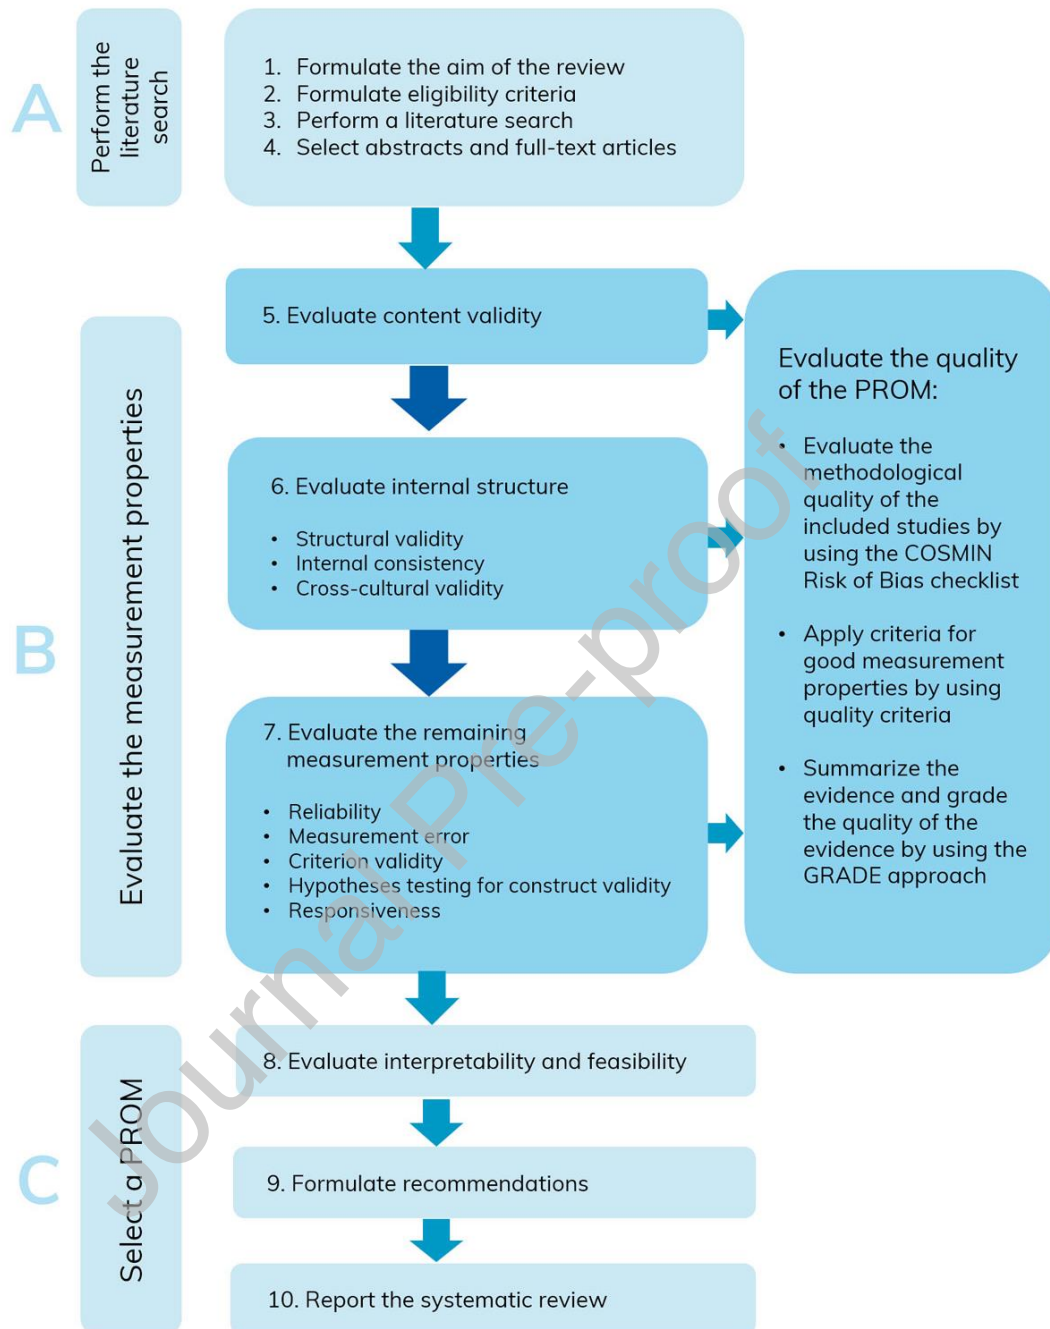 A
Perform the
literature
search
1. Formulate the aim of the review
2. Formulate eligibility criteria
3. Perform a literature search
4. Select abstracts and full-text articles
B
Evaluate the measurement properties
5. Evaluate content validity
6. Evaluate internal structure
• Structural validity
• Internal consistency
• Cross-cultural validity
7. Evaluate the remaining
measurement properties
• Reliability
• Measurement error
• Criterion validity
• Hypotheses testing for construct validity
• Responsiveness
Evaluate the quality
of the PROM:
• Evaluate the
methodological
quality of the
included studies by
using the COSMIN
Risk of Bias checklist
• Apply criteria for
good measurement
properties by using
quality criteria
• Summarize the
evidence and grade
the quality of the
evidence by using the
GRADE approach
C
Select a PROM
8. Evaluate interpretability and feasibility
9. Formulate recommendations
10. Report the systematic review
Journal Pre-proof